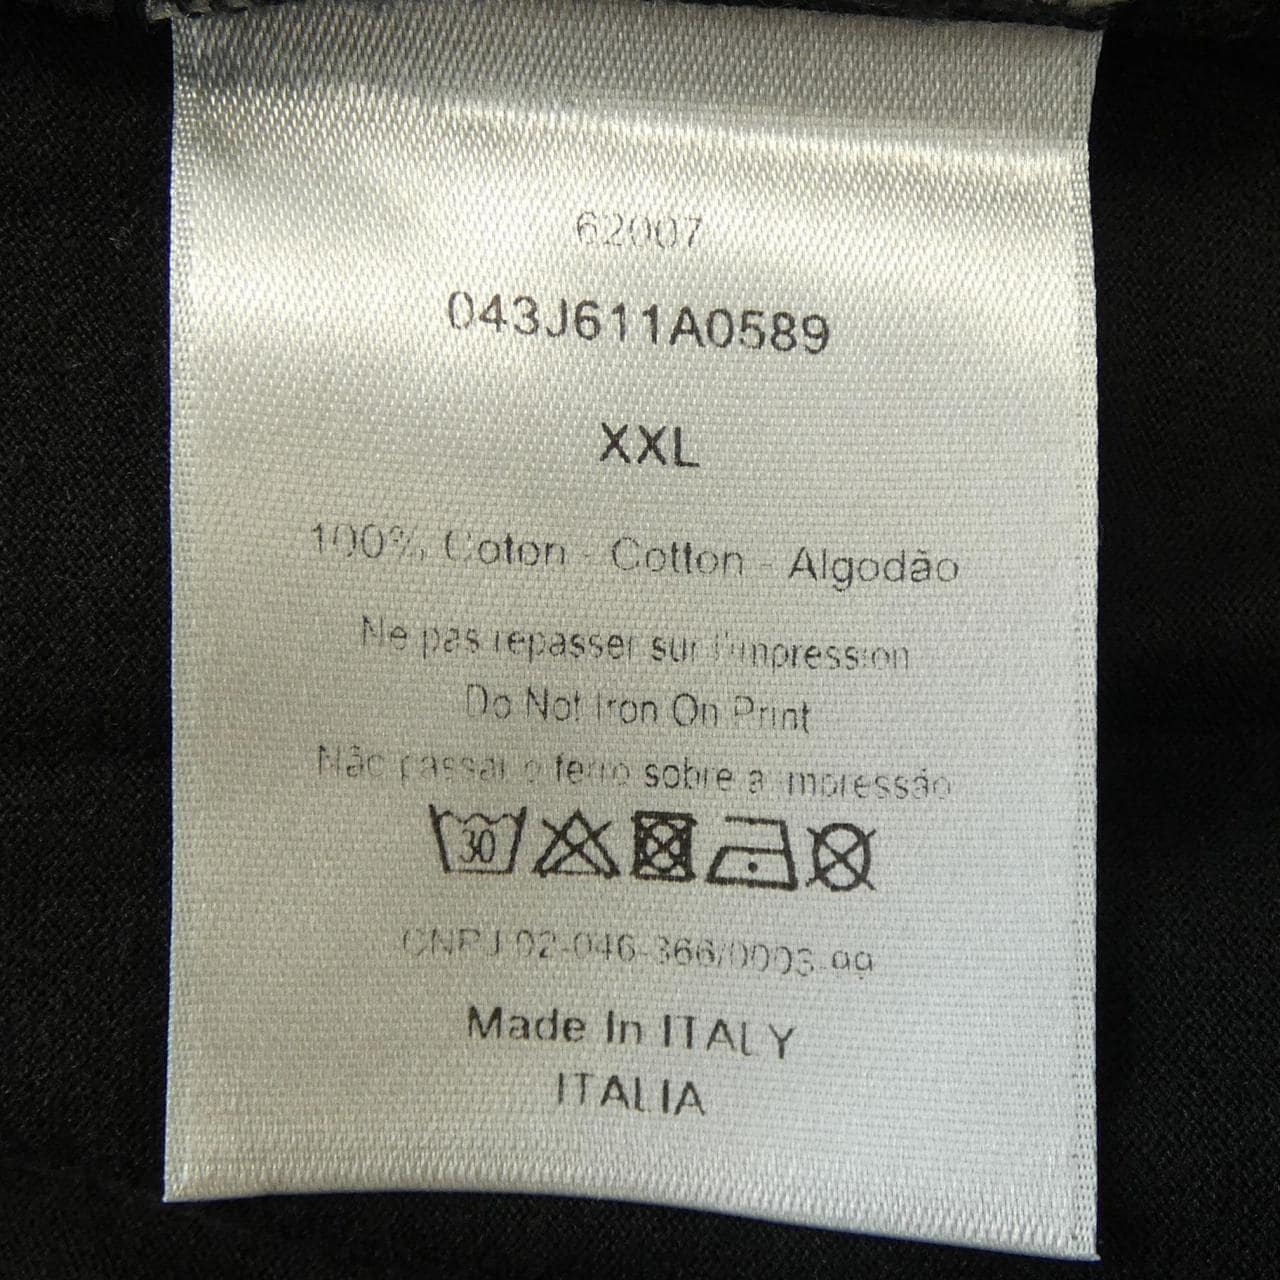 62007
043J611A0589
XXL
100% Coton - Cotton - Algodão
Ne pas repasser sur l'impression
Do Not Iron On Print
Não passar o ferro sobre a impressão
30
CNPJ 02-046-366/0003-99
Made In ITALY
ITALIA